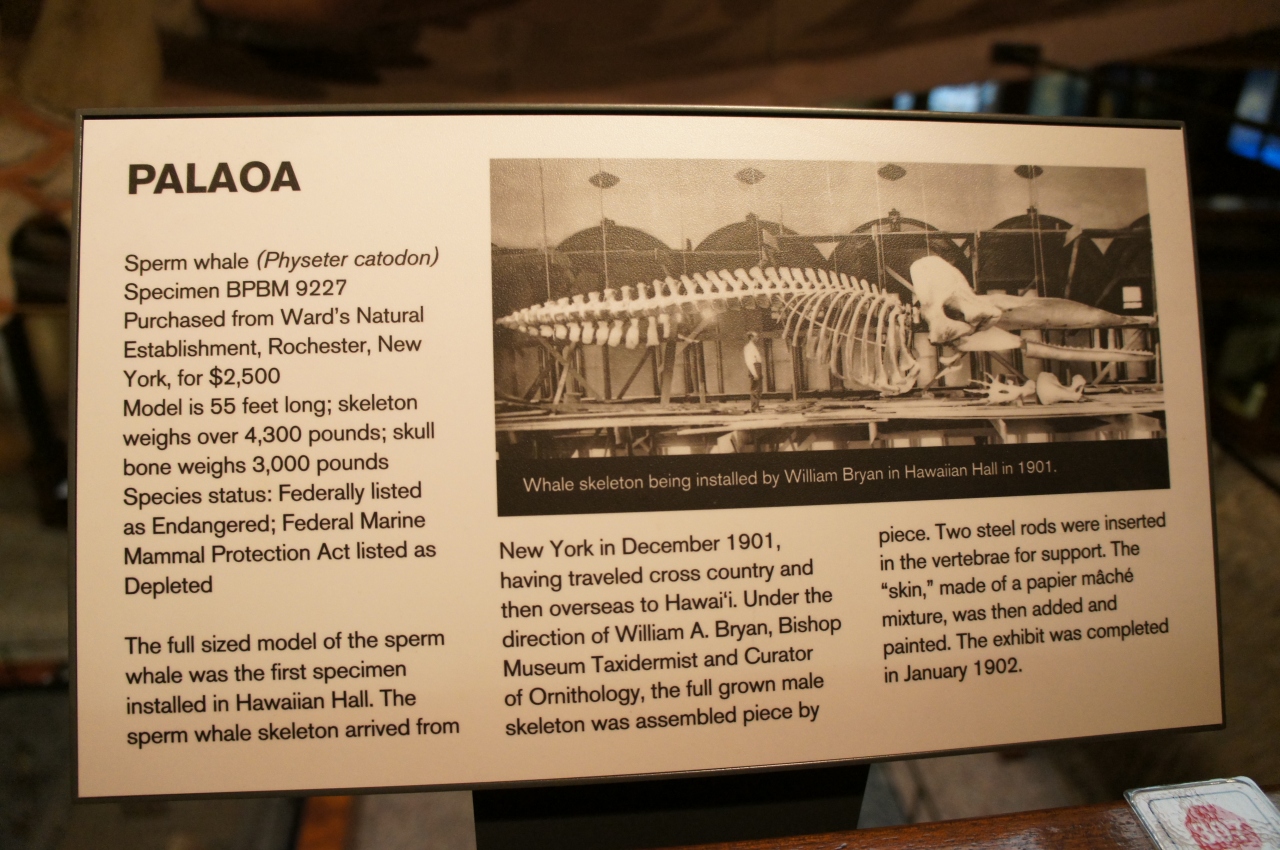 PALAOA
Sperm whale (Physeter catodon)
Specimen BPBM 9227
Purchased from Ward's Natural
Establishment, Rochester, New
York, for $2,500
Model is 55 feet long; skeleton
weighs over 4,300 pounds; skull
bone weighs 3,000 pounds
Species status: Federally listed
as Endangered; Federal Marine
Mammal Protection Act listed as
Depleted
The full sized model of the sperm
whale was the first specimen
installed in Hawaiian Hall. The
sperm whale skeleton arrived from
Whale skeleton being installed by William Bryan in Hawaiian Hall in 1901.
New York in December 1901,
having traveled cross country and
then overseas to Hawaiʻi. Under the
direction of William A. Bryan, Bishop
Museum Taxidermist and Curator
of Ornithology, the full grown male
skeleton was assembled piece by
piece. Two steel rods were inserted
in the vertebrae for support. The
“skin,” made of a papier mâché
mixture, was then added and
painted. The exhibit was completed
in January 1902.